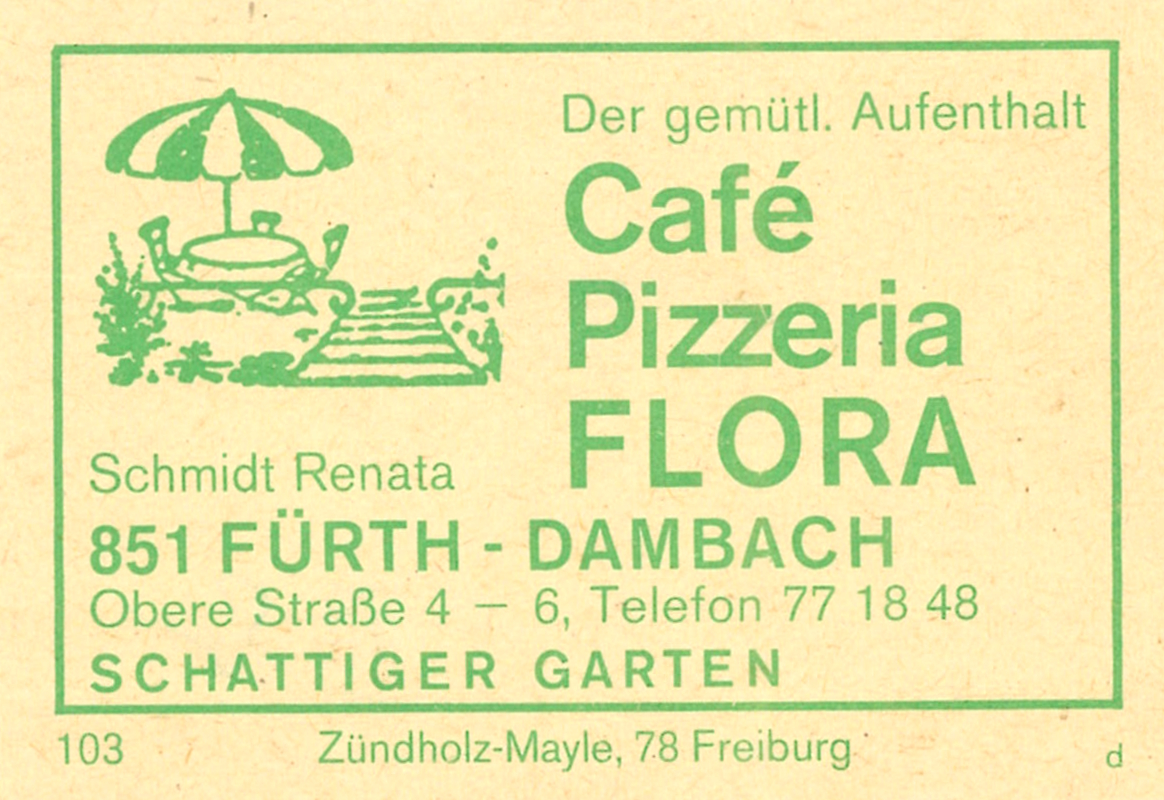 Der gemütl. Aufenthalt
Café
Pizzeria
FLORA
Schmidt Renata
851 FÜRTH - DAMBACH
Obere Straße 4 — 6, Telefon 77 18 48
SCHATTIGER GARTEN
103 Zündholz-Mayle, 78 Freiburg d